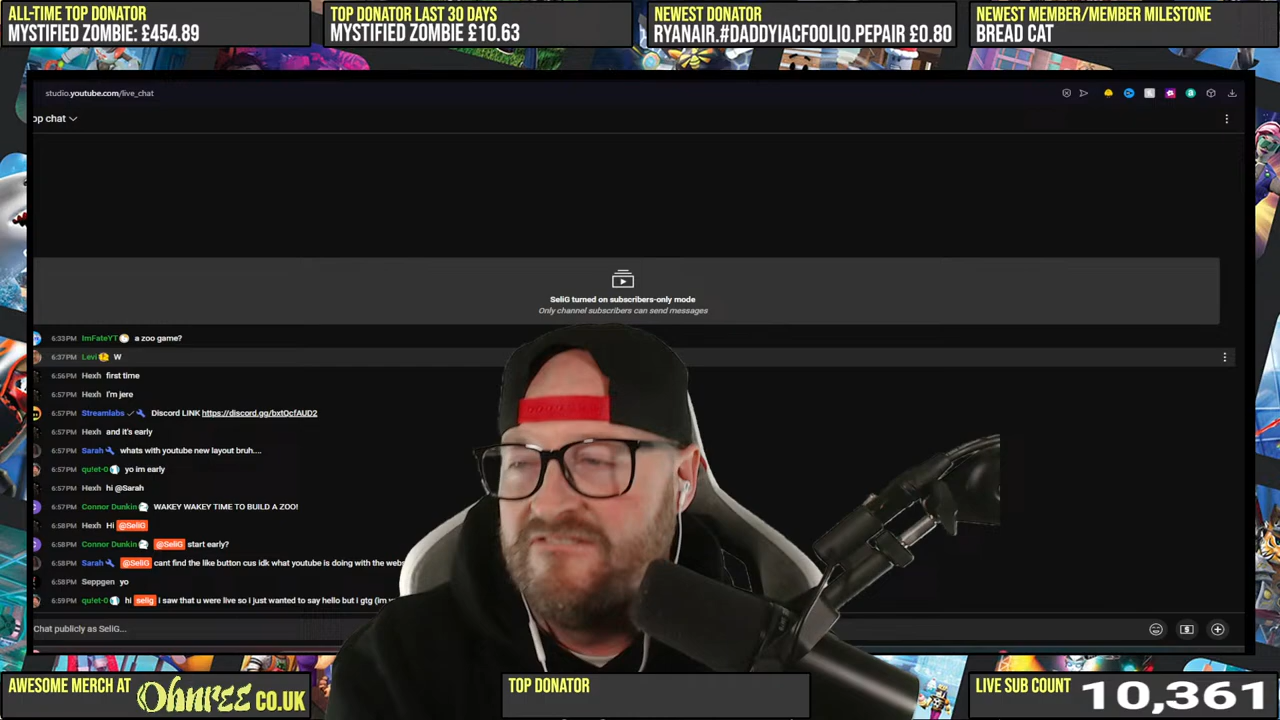 ALL-TIME TOP DONATOR
MYSTIFIED ZOMBIE: £454.89
TOP DONATOR LAST 30 DAYS
MYSTIFIED ZOMBIE £10.63
NEWEST DONATOR
RYANAIR.#DADDYIACFOOLIO.PEPAIR £0.80
NEWEST MEMBER/MEMBER MILESTONE
BREAD CAT
studio.youtube.com/live_chat
op chat
SeliG turned on subscribers-only mode
Only channel subscribers can send messages
6:33PM ImFateYT a zoo game?
6:37PM Levi W
6:56PM Hexh first time
6:57PM Hexh I'm jere
6:57PM Streamlabs Discord LINK https://discord.gg/bxtQcfAUD2
6:57PM Hexh and it's early
6:57PM Sarah whats with youtube new layout bruh....
6:57PM qu!et-0 yo im early
6:57PM Hexh hi @Sarah
6:57PM Connor Dunkin WAKEY WAKEY TIME TO BUILD A ZOO!
6:58PM Hexh Hi @SeliG
6:58PM Connor Dunkin @SeliG start early?
6:58PM Sarah @SeliG cant find the like button cus idk what youtube is doing with the webs
6:58PM Seppgen yo
6:59PM qu!et-0 hi selig i saw that u were live so i just wanted to say hello but i gtg (im
Chat publicly as SeliG...
AWESOME MERCH AT Ohnree CO.UK
TOP DONATOR
LIVE SUB COUNT 10,361